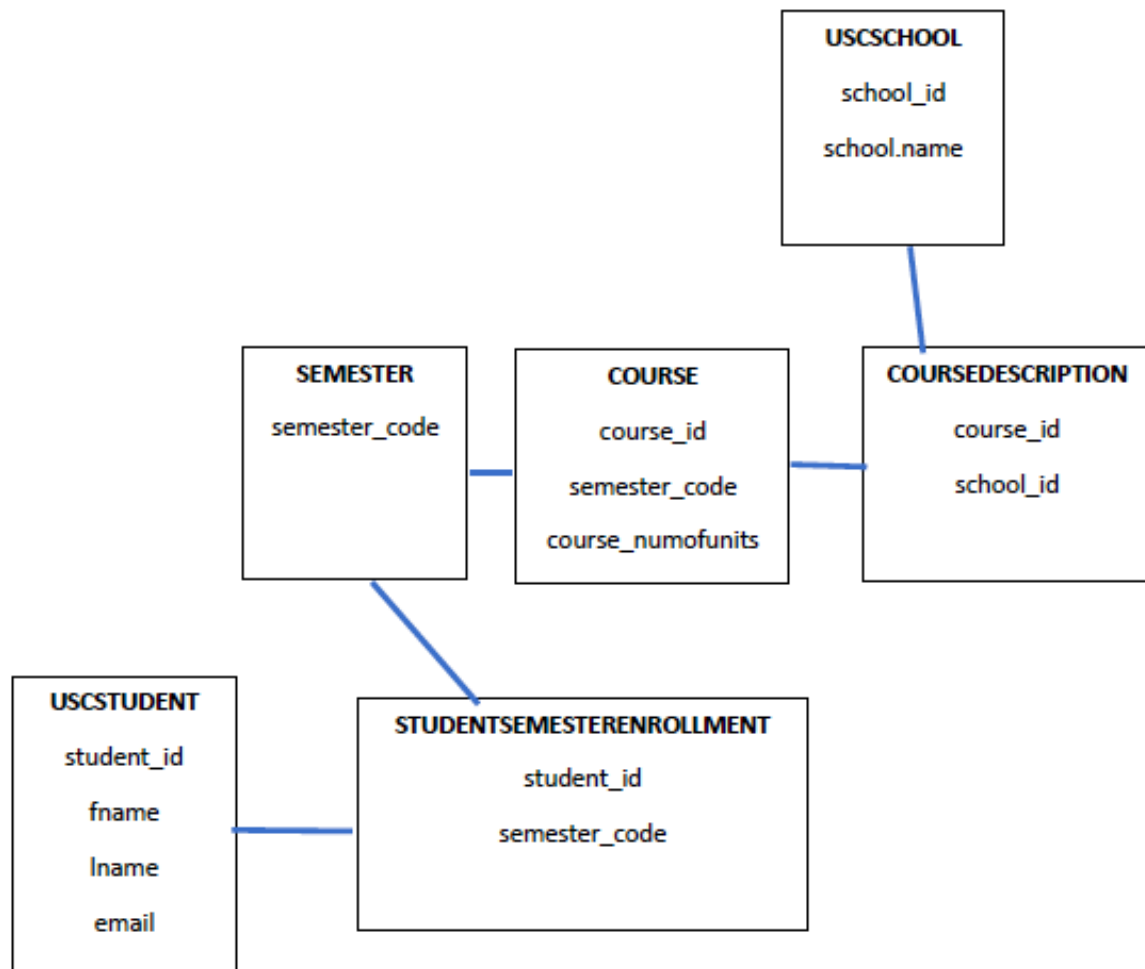 USCSCHOOL
school_id
school.name
SEMESTER
semester_code
COURSE
course_id
semester_code
course_numofunits
COURSEDESCRIPTION
course_id
school_id
USCSTUDENT
student_id
fname
lname
email
STUDENTSEMESTERENROLLMENT
student_id
semester_code